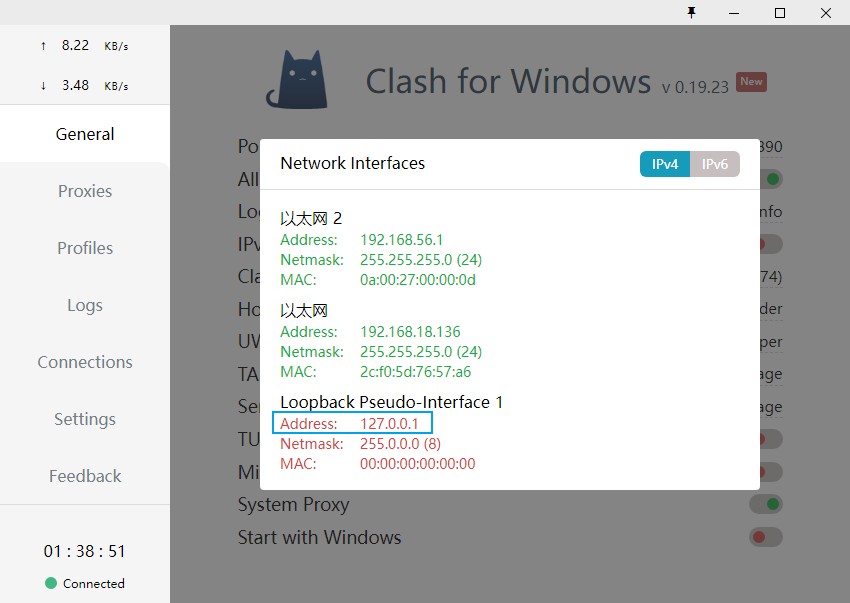 ↑ 8.22 KB/s
↓ 3.48 KB/s
General
Proxies
Profiles
Logs
Connections
Settings
Feedback
01 : 38 : 51
Connected
Clash for Windows v 0.19.23 New
Po 890
All
Lo nfo
IPv
Cla 74)
Ho der
UW per
TA age
Ser age
TU
Mi
System Proxy
Start with Windows
Network Interfaces IPv4 IPv6
以太网 2
Address: 192.168.56.1
Netmask: 255.255.255.0 (24)
MAC: 0a:00:27:00:00:0d
以太网
Address: 192.168.18.136
Netmask: 255.255.255.0 (24)
MAC: 2c:f0:5d:76:57:a6
Loopback Pseudo-Interface 1
Address: 127.0.0.1
Netmask: 255.0.0.0 (8)
MAC: 00:00:00:00:00:00